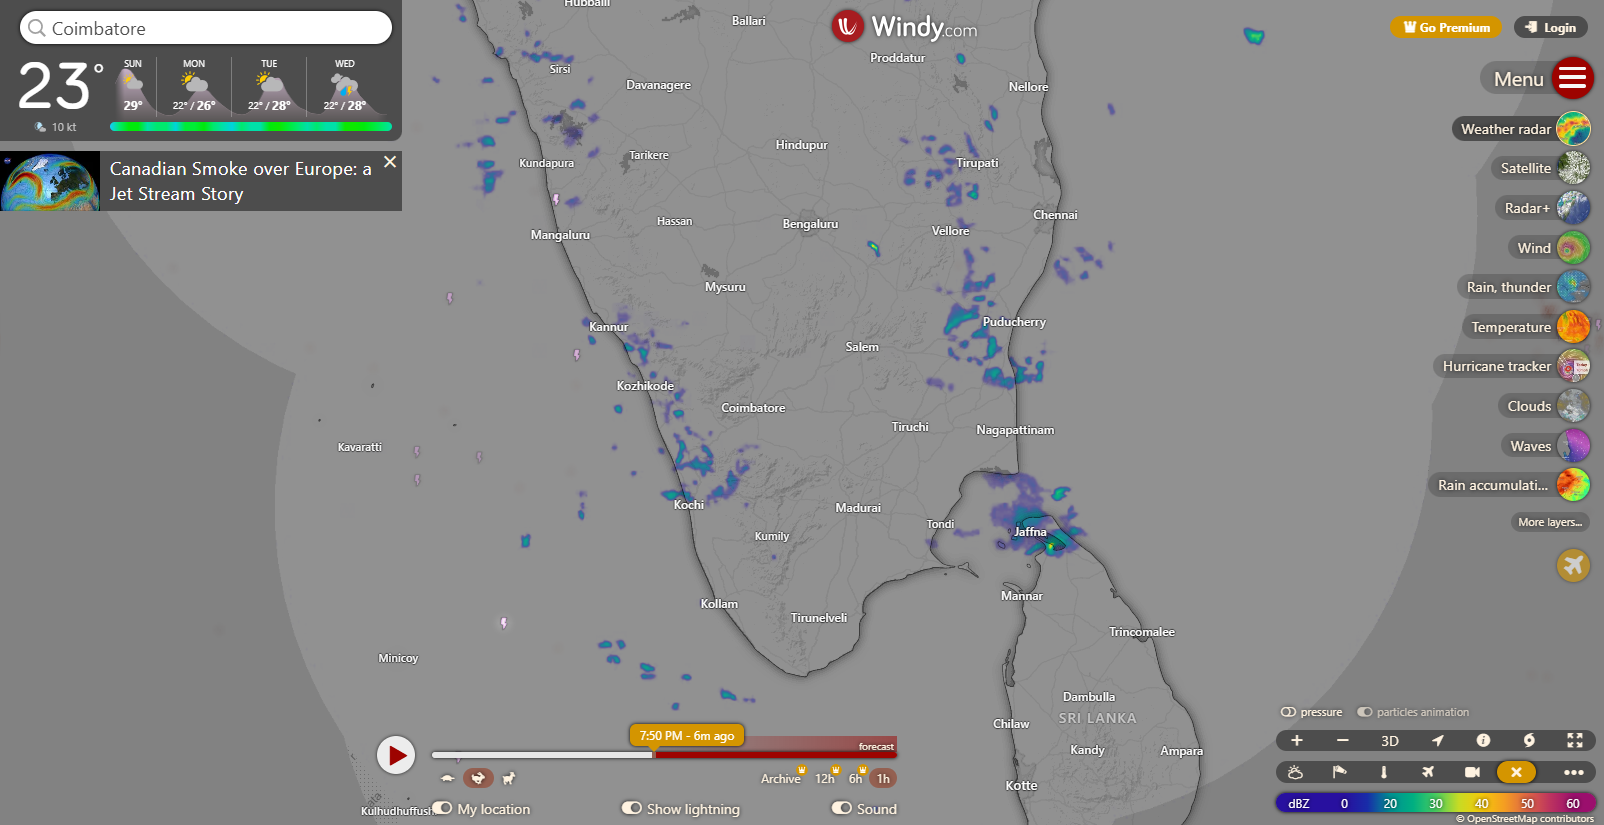 Coimbatore
23°
10 kt
SUN MON TUE WED
29° 22° / 26° 22° / 28° 22° / 28°
Canadian Smoke over Europe: a
Jet Stream Story
Windy.com
Go Premium
Login
Menu
Weather radar
Satellite
Radar+
Wind
Rain, thunder
Temperature
Hurricane tracker
Clouds
Waves
Rain accumulati...
More layers...
Hubballi
Ballari
Proddatur
Sirsi
Davanagere
Nellore
Hindupur
Kundapura
Tarikere
Tirupati
Hassan
Bengaluru
Chennai
Mangaluru
Vellore
Mysuru
Kannur
Puducherry
Salem
Kozhikode
Coimbatore
Tiruchi
Nagapattinam
Kavaratti
Kochi
Madurai
Tondi
Jaffna
Kumily
Mannar
Kollam
Tirunelveli
Trincomalee
Minicoy
Dambulla
Chilaw
SRI LANKA
Kandy
Ampara
Kotte
Kulhudhuffushi
7:50 PM - 6m ago
forecast
Archive 12h 6h 1h
My location
Show lightning
Sound
pressure
particles animation
+ − 3D
dBZ 0 20 30 40 50 60
© OpenStreetMap contributors